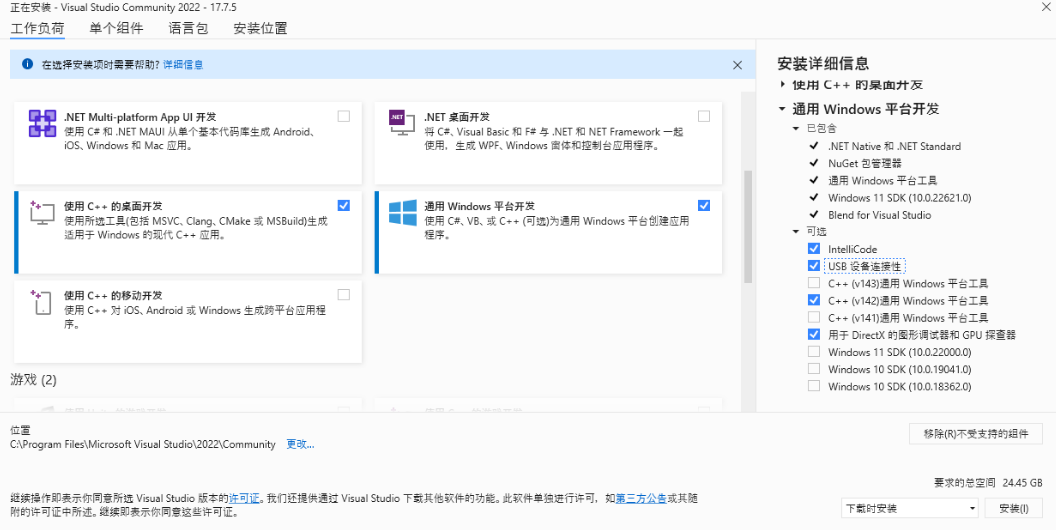 正在安装 - Visual Studio Community 2022 - 17.7.5
工作负荷 单个组件 语言包 安装位置
在选择安装项时需要帮助? 详细信息
.NET Multi-platform App UI 开发
使用 C# 和 .NET MAUI 从单个基本代码库生成 Android、
iOS、Windows 和 Mac 应用。
.NET 桌面开发
将 C#、Visual Basic 和 F# 与 .NET 和 NET Framework 一起
使用，生成 WPF、Windows 窗体和控制台应用程序。
使用 C++ 的桌面开发
使用所选工具(包括 MSVC、Clang、CMake 或 MSBuild)生成
适用于 Windows 的现代 C++ 应用。
通用 Windows 平台开发
使用 C#、VB、或 C++ (可选)为通用 Windows 平台创建应用
程序。
使用 C++ 的移动开发
使用 C++ 对 iOS、Android 或 Windows 生成跨平台应用程
序。
游戏 (2)
安装详细信息
使用 C++ 的桌面开发
通用 Windows 平台开发
已包含
.NET Native 和 .NET Standard
NuGet 包管理器
通用 Windows 平台工具
Windows 11 SDK (10.0.22621.0)
Blend for Visual Studio
可选
IntelliCode
USB 设备连接性
C++ (v143)通用 Windows 平台工具
C++ (v142)通用 Windows 平台工具
C++ (v141)通用 Windows 平台工具
用于 DirectX 的图形调试器和 GPU 探查器
Windows 11 SDK (10.0.22000.0)
Windows 10 SDK (10.0.19041.0)
Windows 10 SDK (10.0.18362.0)
位置
C:\Program Files\Microsoft Visual Studio\2022\Community 更改...
移除(R)不受支持的组件
要求的总空间 24.45 GB
继续操作即表示你同意所选 Visual Studio 版本的许可证。我们还提供通过 Visual Studio 下载其他软件的功能。此软件单独进行许可，如第三方公告或其随
附的许可证中所述。继续即表示你同意这些许可证。
下载时安装 安装(I)